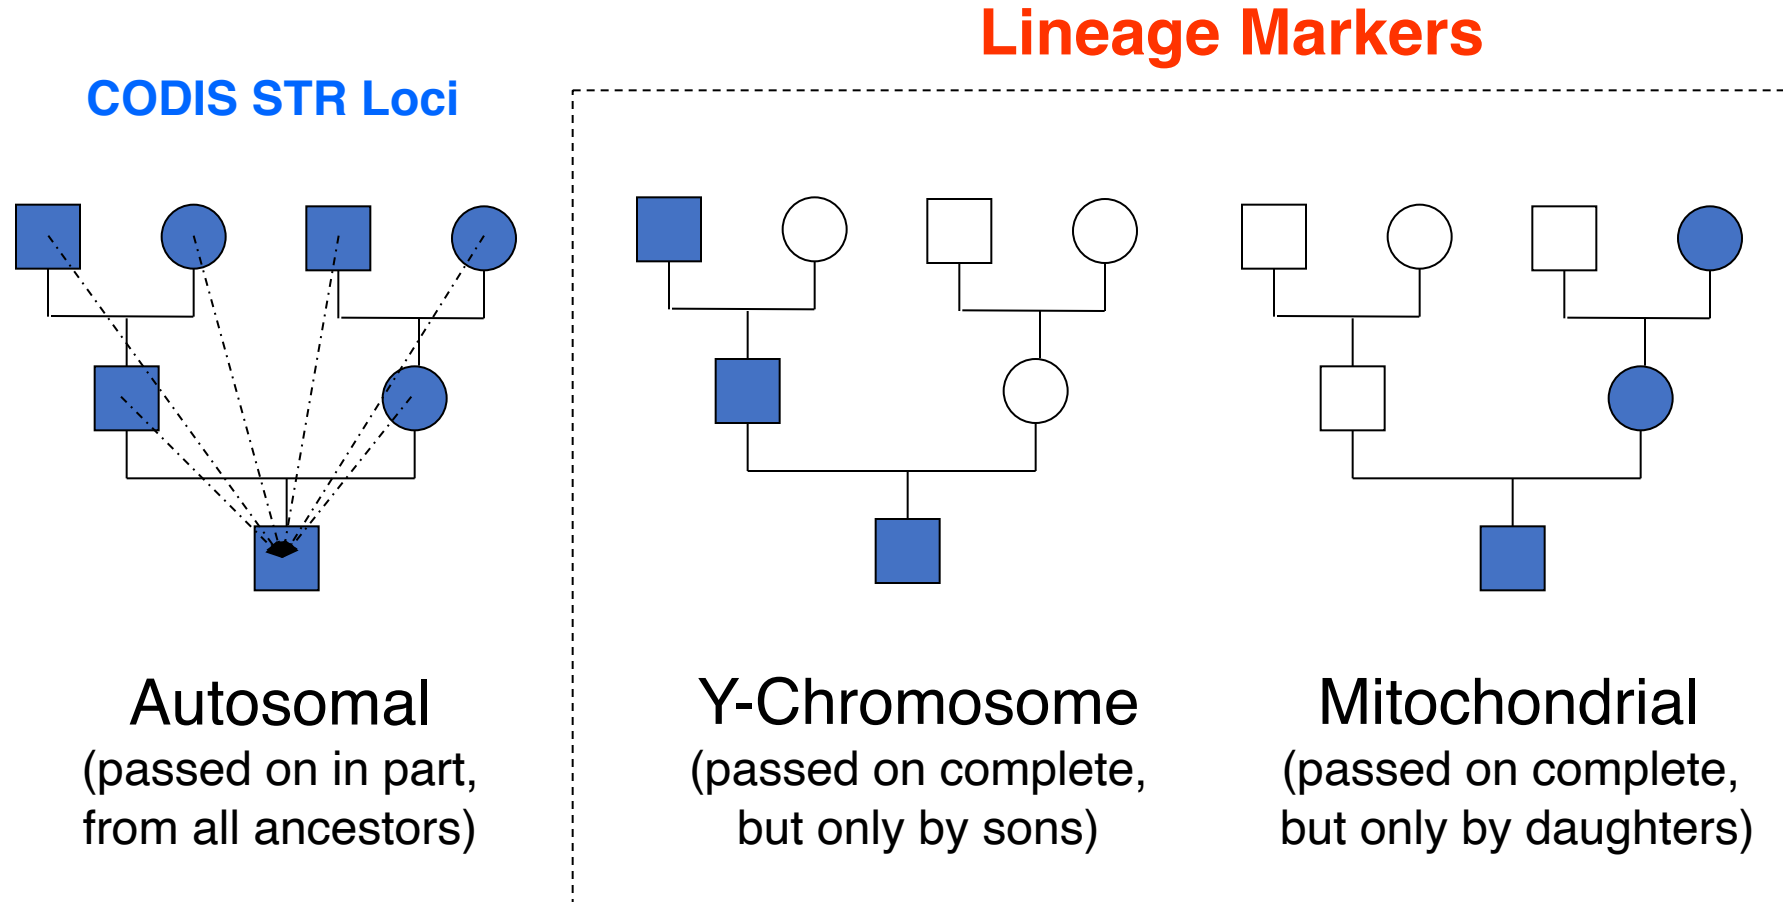 Lineage Markers
CODIS STR Loci
Autosomal
(passed on in part,
from all ancestors)
Y-Chromosome
(passed on complete,
but only by sons)
Mitochondrial
(passed on complete,
but only by daughters)